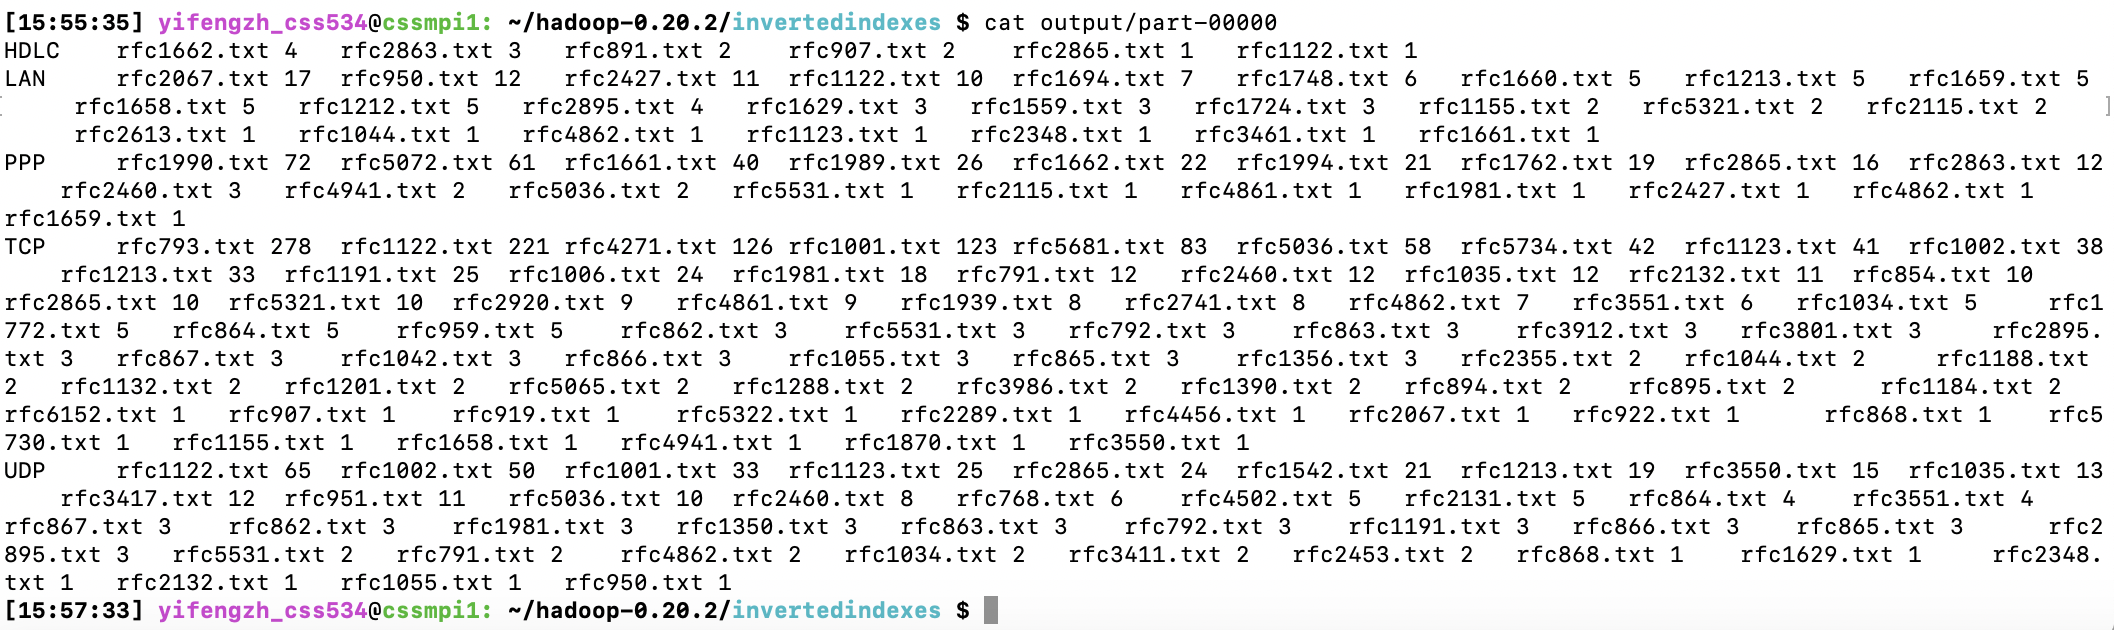 [15:55:35] yifengzh_css534@cssmpi1: ~/hadoop-0.20.2/invertedindexes $ cat output/part-00000
HDLC    rfc1662.txt 4   rfc2863.txt 3   rfc891.txt 2    rfc907.txt 2    rfc2865.txt 1   rfc1122.txt 1
LAN     rfc2067.txt 17  rfc950.txt 12   rfc2427.txt 11  rfc1122.txt 10  rfc1694.txt 7   rfc1748.txt 6   rfc1660.txt 5   rfc1213.txt 5   rfc1659.txt 5
     rfc1658.txt 5   rfc1212.txt 5   rfc2895.txt 4   rfc1629.txt 3   rfc1559.txt 3   rfc1724.txt 3   rfc1155.txt 2   rfc5321.txt 2   rfc2115.txt 2    ]
     rfc2613.txt 1   rfc1044.txt 1   rfc4862.txt 1   rfc1123.txt 1   rfc2348.txt 1   rfc3461.txt 1   rfc1661.txt 1
PPP     rfc1990.txt 72  rfc5072.txt 61  rfc1661.txt 40  rfc1989.txt 26  rfc1662.txt 22  rfc1994.txt 21  rfc1762.txt 19  rfc2865.txt 16  rfc2863.txt 12
    rfc2460.txt 3   rfc4941.txt 2   rfc5036.txt 2   rfc5531.txt 1   rfc2115.txt 1   rfc4861.txt 1   rfc1981.txt 1   rfc2427.txt 1   rfc4862.txt 1
rfc1659.txt 1
TCP     rfc793.txt 278  rfc1122.txt 221 rfc4271.txt 126 rfc1001.txt 123 rfc5681.txt 83  rfc5036.txt 58  rfc5734.txt 42  rfc1123.txt 41  rfc1002.txt 38
    rfc1213.txt 33  rfc1191.txt 25  rfc1006.txt 24  rfc1981.txt 18  rfc791.txt 12   rfc2460.txt 12  rfc1035.txt 12  rfc2132.txt 11  rfc854.txt 10
rfc2865.txt 10  rfc5321.txt 10  rfc2920.txt 9   rfc4861.txt 9   rfc1939.txt 8   rfc2741.txt 8   rfc4862.txt 7   rfc3551.txt 6   rfc1034.txt 5     rfc1
772.txt 5   rfc864.txt 5    rfc959.txt 5    rfc862.txt 3    rfc5531.txt 3   rfc792.txt 3    rfc863.txt 3    rfc3912.txt 3   rfc3801.txt 3     rfc2895.
txt 3   rfc867.txt 3    rfc1042.txt 3   rfc866.txt 3    rfc1055.txt 3   rfc865.txt 3    rfc1356.txt 3   rfc2355.txt 2   rfc1044.txt 2     rfc1188.txt
2   rfc1132.txt 2   rfc1201.txt 2   rfc5065.txt 2   rfc1288.txt 2   rfc3986.txt 2   rfc1390.txt 2   rfc894.txt 2    rfc895.txt 2      rfc1184.txt 2
rfc6152.txt 1   rfc907.txt 1    rfc919.txt 1    rfc5322.txt 1   rfc2289.txt 1   rfc4456.txt 1   rfc2067.txt 1   rfc922.txt 1      rfc868.txt 1    rfc5
730.txt 1   rfc1155.txt 1   rfc1658.txt 1   rfc4941.txt 1   rfc1870.txt 1   rfc3550.txt 1
UDP     rfc1122.txt 65  rfc1002.txt 50  rfc1001.txt 33  rfc1123.txt 25  rfc2865.txt 24  rfc1542.txt 21  rfc1213.txt 19  rfc3550.txt 15  rfc1035.txt 13
    rfc3417.txt 12  rfc951.txt 11   rfc5036.txt 10  rfc2460.txt 8   rfc768.txt 6    rfc4502.txt 5   rfc2131.txt 5   rfc864.txt 4    rfc3551.txt 4
rfc867.txt 3    rfc862.txt 3    rfc1981.txt 3   rfc1350.txt 3   rfc863.txt 3    rfc792.txt 3    rfc1191.txt 3   rfc866.txt 3    rfc865.txt 3      rfc2
895.txt 3   rfc5531.txt 2   rfc791.txt 2    rfc4862.txt 2   rfc1034.txt 2   rfc3411.txt 2   rfc2453.txt 2   rfc868.txt 1    rfc1629.txt 1     rfc2348.
txt 1   rfc2132.txt 1   rfc1055.txt 1   rfc950.txt 1
[15:57:33] yifengzh_css534@cssmpi1: ~/hadoop-0.20.2/invertedindexes $